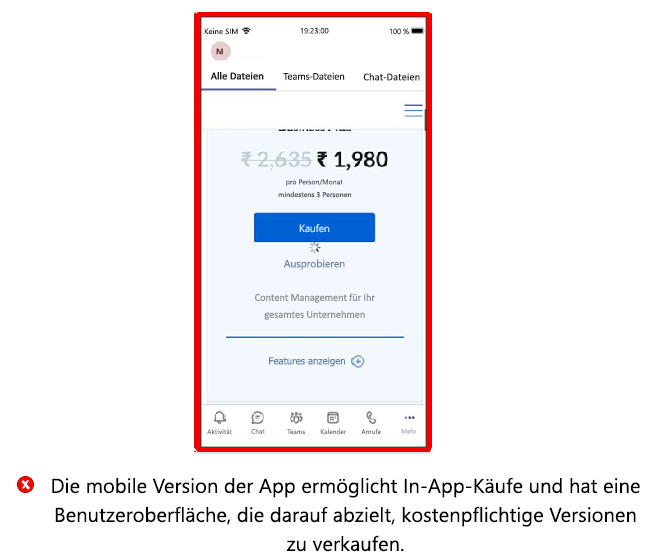 Keine SIM 19:23:00 100 %
M
Alle Dateien Teams-Dateien Chat-Dateien
₹ 2,635 ₹ 1,980
pro Person/Monat
mindestens 3 Personen
Kaufen
Ausprobieren
Content Management für Ihr
gesamtes Unternehmen
Features anzeigen
Aktivität Chat Teams Kalender Anrufe Mehr
Die mobile Version der App ermöglicht In-App-Käufe und hat eine
Benutzeroberfläche, die darauf abzielt, kostenpflichtige Versionen
zu verkaufen.